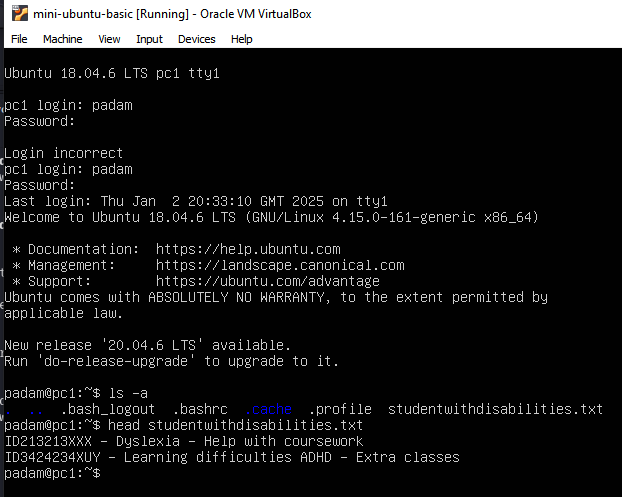 mini-ubuntu-basic [Running] - Oracle VM VirtualBox
File Machine View Input Devices Help
Ubuntu 18.04.6 LTS pc1 tty1
pc1 login: padam
Password:
Login incorrect
pc1 login: padam
Password:
Last login: Thu Jan  2 20:33:10 GMT 2025 on tty1
Welcome to Ubuntu 18.04.6 LTS (GNU/Linux 4.15.0-161-generic x86_64)
 * Documentation:  https://help.ubuntu.com
 * Management:     https://landscape.canonical.com
 * Support:        https://ubuntu.com/advantage
Ubuntu comes with ABSOLUTELY NO WARRANTY, to the extent permitted by
applicable law.
New release '20.04.6 LTS' available.
Run 'do-release-upgrade' to upgrade to it.
padam@pc1:~$ ls -a
.  ..  .bash_logout  .bashrc  .cache  .profile  studentwithdisabilities.txt
padam@pc1:~$ head studentwithdisabilities.txt
ID213213XXX - Dyslexia - Help with coursework
ID3424234XUY - Learning difficulties ADHD - Extra classes
padam@pc1:~$